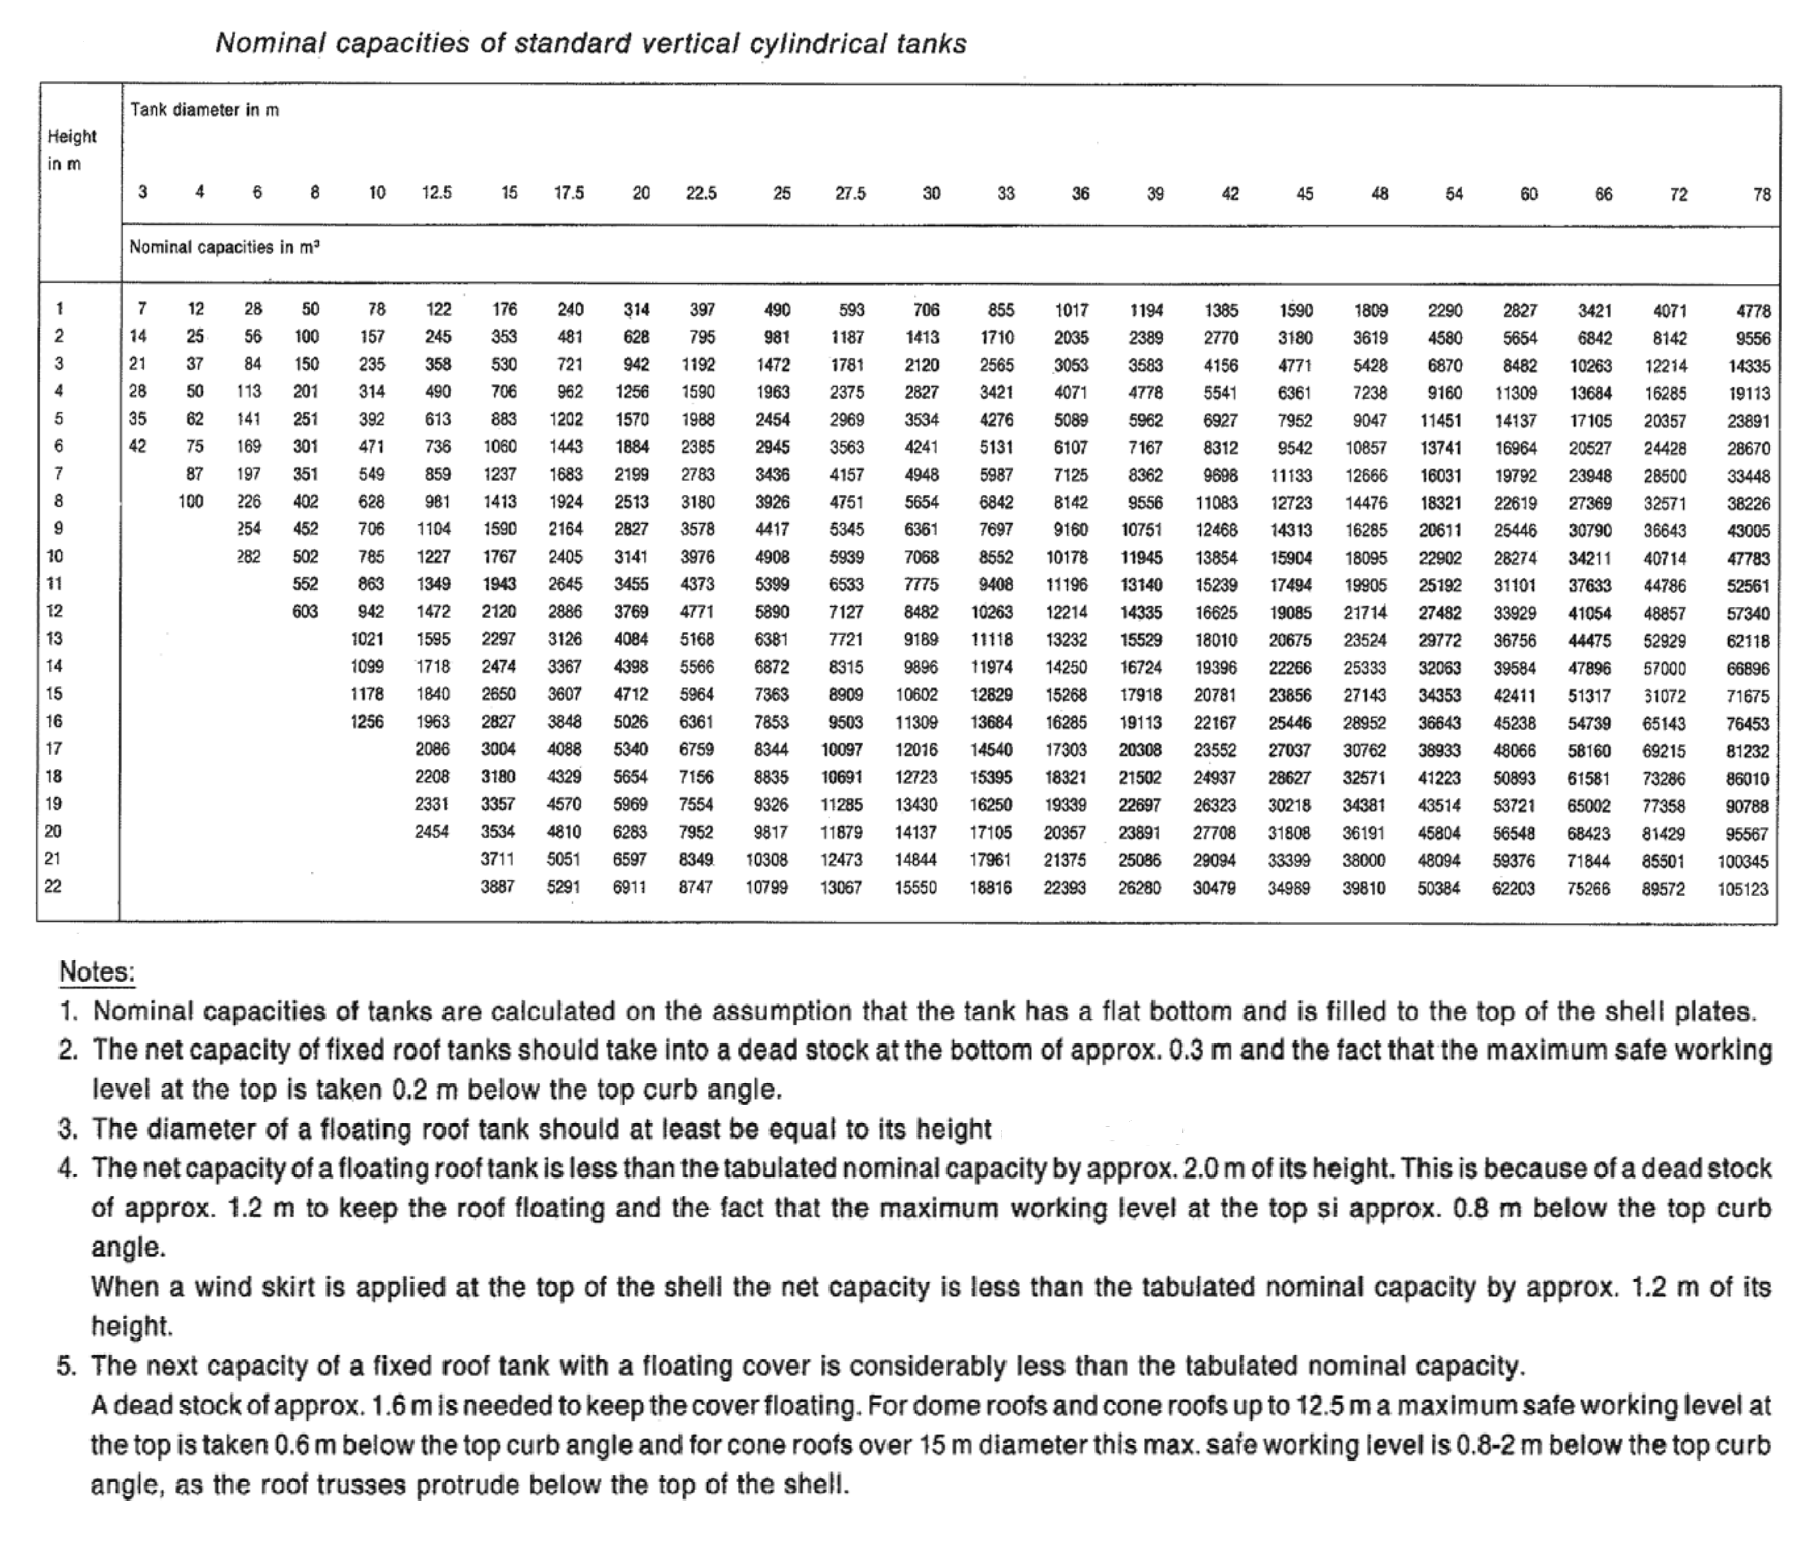 Nominal capacities of standard vertical cylindrical tanks
Tank diameter in m
Height
in m
3 4 6 8 10 12.5 15 17.5 20 22.5 25 27.5 30 33 36 39 42 45 48 54 60 66 72 78
Nominal capacities in m³
1 7 12 28 50 78 122 176 240 314 397 490 593 706 855 1017 1194 1385 1590 1809 2290 2827 3421 4071 4778
2 14 25 56 100 157 245 353 481 628 795 981 1187 1413 1710 2035 2389 2770 3180 3619 4580 5654 6842 8142 9556
3 21 37 84 150 235 358 530 721 942 1192 1472 1781 2120 2565 3053 3583 4156 4771 5428 6870 8482 10263 12214 14335
4 28 50 113 201 314 490 706 962 1256 1590 1963 2375 2827 3421 4071 4778 5541 6361 7238 9160 11309 13684 16285 19113
5 35 62 141 251 392 613 883 1202 1570 1988 2454 2969 3534 4276 5089 5962 6927 7952 9047 11451 14137 17105 20357 23891
6 42 75 169 301 471 736 1060 1443 1884 2385 2945 3563 4241 5131 6107 7167 8312 9542 10857 13741 16964 20527 24428 28670
7 87 197 351 549 859 1237 1683 2199 2783 3436 4157 4948 5987 7125 8362 9698 11133 12666 16031 19792 23948 28500 33448
8 100 226 402 628 981 1413 1924 2513 3180 3926 4751 5654 6842 8142 9556 11083 12723 14476 18321 22619 27369 32571 38226
9 254 452 706 1104 1590 2164 2827 3578 4417 5345 6361 7697 9160 10751 12468 14313 16285 20611 25446 30790 36643 43005
10 282 502 785 1227 1767 2405 3141 3976 4908 5939 7068 8552 10178 11945 13854 15904 18095 22902 28274 34211 40714 47783
11 552 863 1349 1943 2645 3455 4373 5399 6533 7775 9408 11196 13140 15239 17494 19905 25192 31101 37633 44786 52561
12 603 942 1472 2120 2886 3769 4771 5890 7127 8482 10263 12214 14335 16625 19085 21714 27482 33929 41054 48857 57340
13 1021 1595 2297 3126 4084 5168 6381 7721 9189 11118 13232 15529 18010 20675 23524 29772 36756 44475 52929 62118
14 1099 1718 2474 3367 4398 5566 6872 8315 9896 11974 14250 16724 19396 22266 25333 32063 39584 47896 57000 66896
15 1178 1840 2650 3607 4712 5964 7363 8909 10602 12829 15268 17918 20781 23856 27143 34353 42411 51317 31072 71675
16 1256 1963 2827 3848 5026 6361 7853 9503 11309 13684 16285 19113 22167 25446 28952 36643 45238 54739 65143 76453
17 2086 3004 4088 5340 6759 8344 10097 12016 14540 17303 20308 23552 27037 30762 38933 48066 58160 69215 81232
18 2208 3180 4329 5654 7156 8835 10691 12723 15395 18321 21502 24937 28627 32571 41223 50893 61581 73286 86010
19 2331 3357 4570 5969 7554 9326 11285 13430 16250 19339 22697 26323 30218 34381 43514 53721 65002 77358 90788
20 2454 3534 4810 6283 7952 9817 11879 14137 17105 20357 23891 27708 31808 36191 45804 56548 68423 81429 95567
21 3711 5051 6597 8349 10308 12473 14844 17961 21375 25086 29094 33399 38000 48094 59376 71844 85501 100345
22 3887 5291 6911 8747 10799 13067 15550 18816 22393 26280 30479 34989 39810 50384 62203 75266 89572 105123
Notes:
1. Nominal capacities of tanks are calculated on the assumption that the tank has a flat bottom and is filled to the top of the shell plates.
2. The net capacity of fixed roof tanks should take into a dead stock at the bottom of approx. 0.3 m and the fact that the maximum safe working
level at the top is taken 0.2 m below the top curb angle.
3. The diameter of a floating roof tank should at least be equal to its height
4. The net capacity of a floating roof tank is less than the tabulated nominal capacity by approx. 2.0 m of its height. This is because of a dead stock
of approx. 1.2 m to keep the roof floating and the fact that the maximum working level at the top si approx. 0.8 m below the top curb
angle.
When a wind skirt is applied at the top of the shell the net capacity is less than the tabulated nominal capacity by approx. 1.2 m of its
height.
5. The next capacity of a fixed roof tank with a floating cover is considerably less than the tabulated nominal capacity.
A dead stock of approx. 1.6 m is needed to keep the cover floating. For dome roofs and cone roofs up to 12.5 m a maximum safe working level at
the top is taken 0.6 m below the top curb angle and for cone roofs over 15 m diameter this max. safe working level is 0.8-2 m below the top curb
angle, as the roof trusses protrude below the top of the shell.